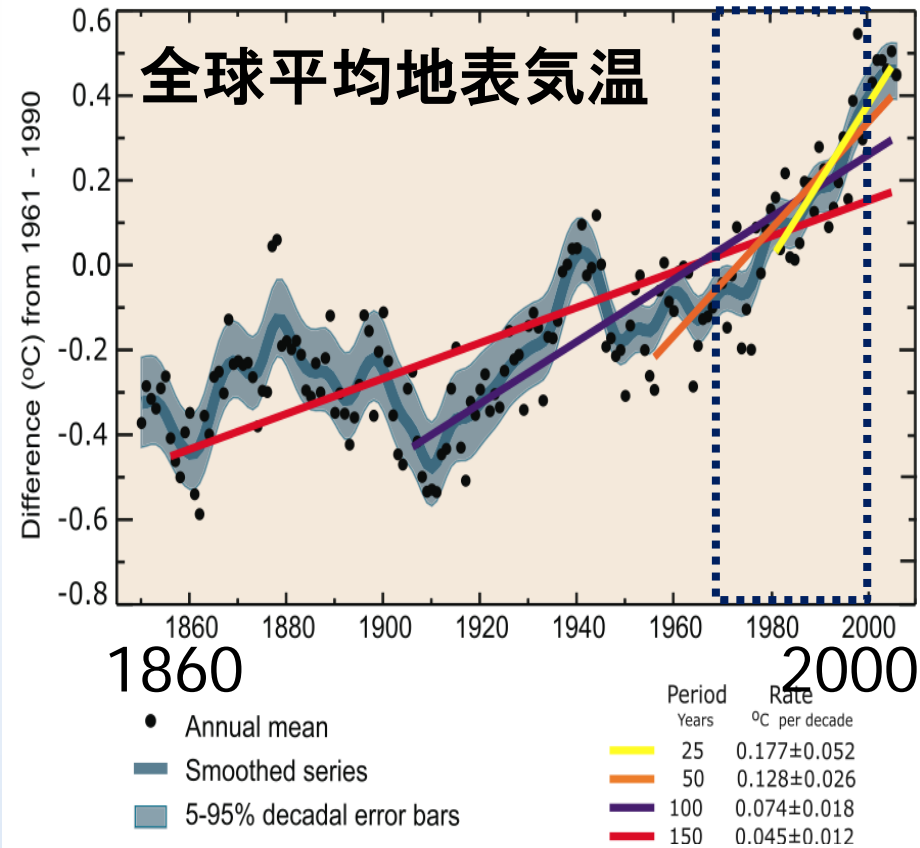 全球平均地表気温
Difference (oC) from 1961 - 1990
0.6
0.4
0.2
0.0
-0.2
-0.4
-0.6
-0.8
1860 1880 1900 1920 1940 1960 1980 2000
1860 2000
Annual mean
Smoothed series
5-95% decadal error bars
Period Rate
Years oC per decade
25 0.177±0.052
50 0.128±0.026
100 0.074±0.018
150 0.045±0.012